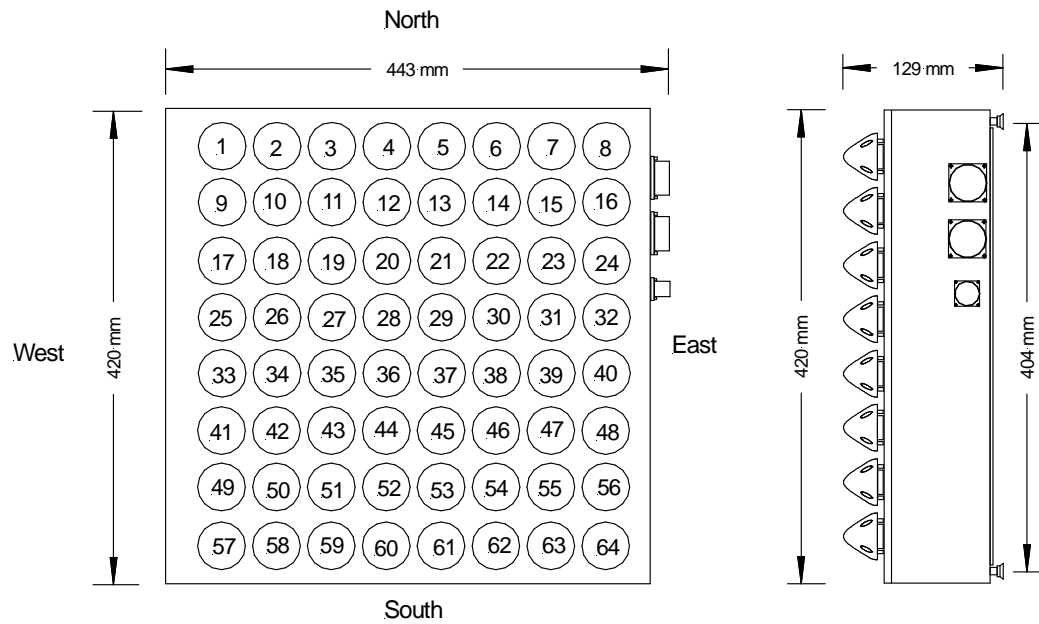 North
443 mm
129 mm
1 2 3 4 5 6 7 8
9 10 11 12 13 14 15 16
17 18 19 20 21 22 23 24
25 26 27 28 29 30 31 32
West
420 mm
East
420 mm
404 mm
33 34 35 36 37 38 39 40
41 42 43 44 45 46 47 48
49 50 51 52 53 54 55 56
57 58 59 60 61 62 63 64
South